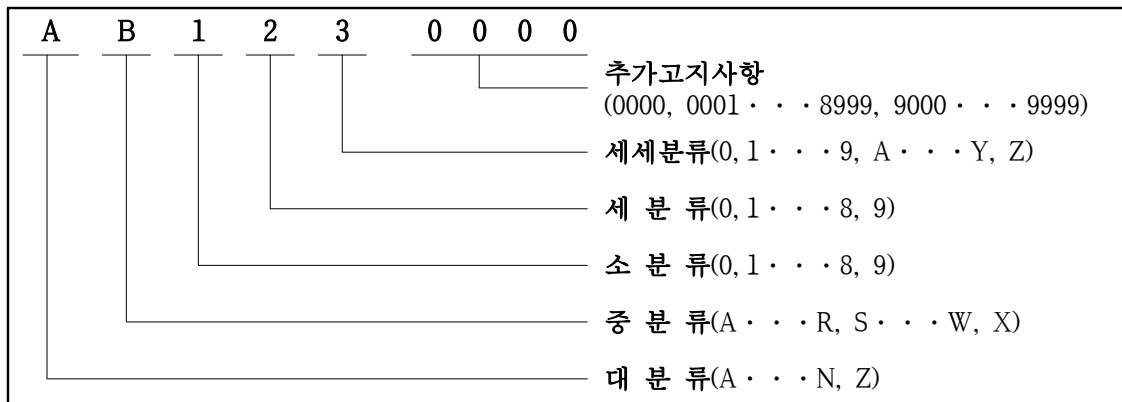 A B 1 2 3 0 0 0 0
추가고지사항
(0000, 0001 · · · 8999, 9000 · · · 9999)
세세분류(0, 1 · · · 9, A · · · Y, Z)
세 분 류(0, 1 · · · 8, 9)
소 분 류(0, 1 · · · 8, 9)
중 분 류(A · · · R, S · · · W, X)
대 분 류(A · · · N, Z)